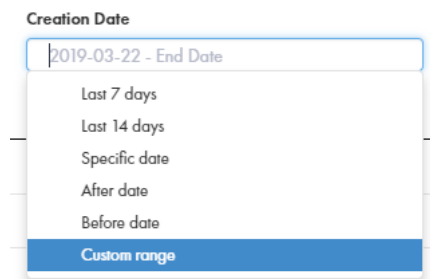 Creation Date
2019-03-22 - End Date
Last 7 days
Last 14 days
Specific date
After date
Before date
Custom range